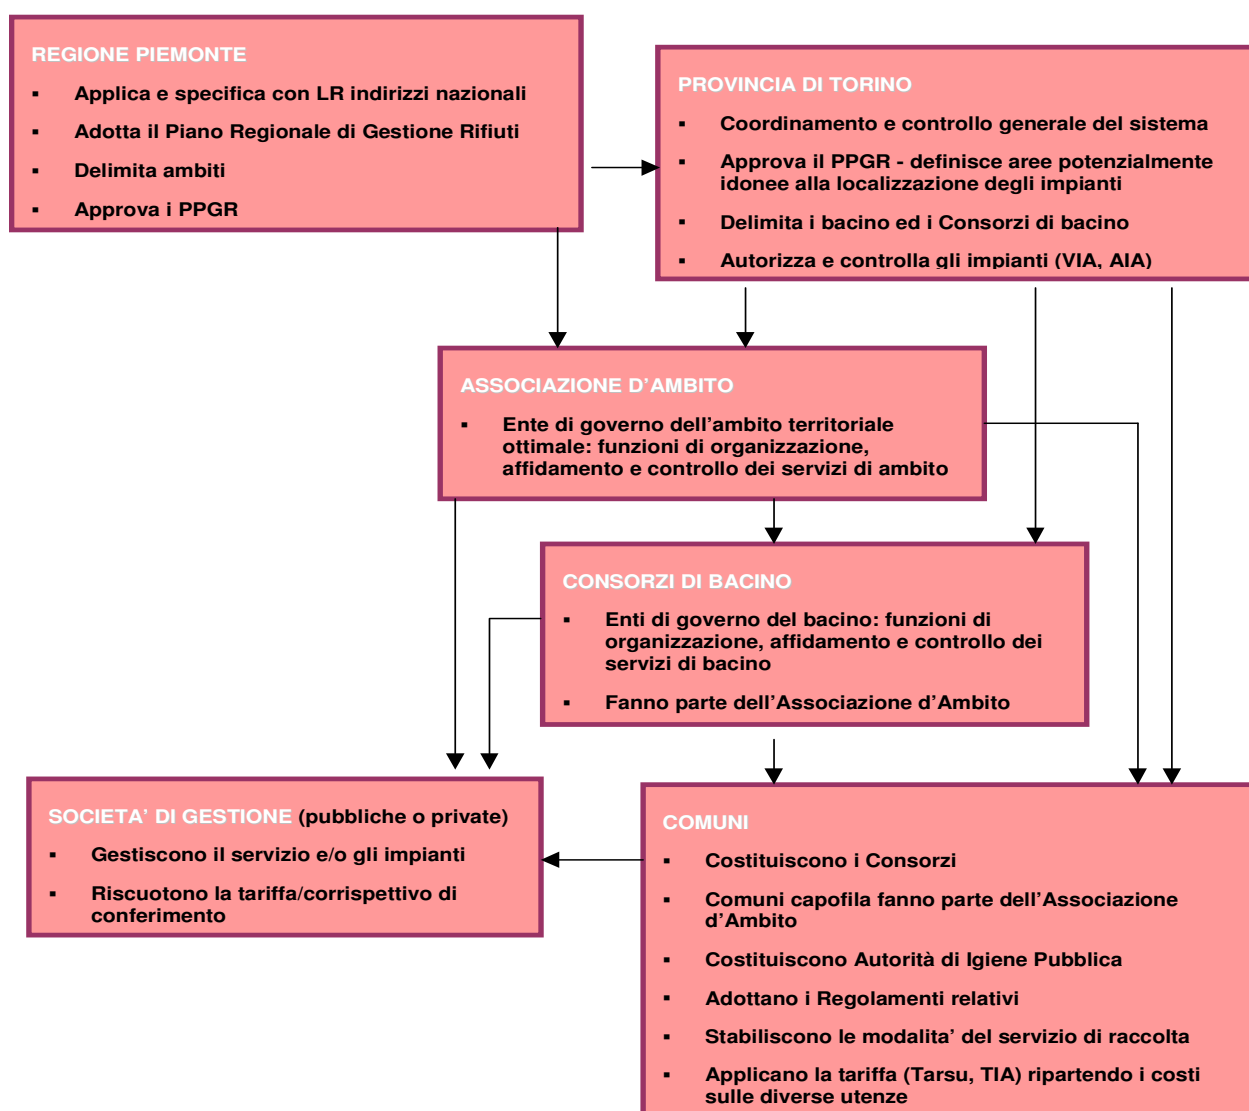 REGIONE PIEMONTE
▪ Applica e specifica con LR indirizzi nazionali
▪ Adotta il Piano Regionale di Gestione Rifiuti
▪ Delimita ambiti
▪ Approva i PPGR
PROVINCIA DI TORINO
▪ Coordinamento e controllo generale del sistema
▪ Approva il PPGR - definisce aree potenzialmente
idonee alla localizzazione degli impianti
▪ Delimita i bacino ed i Consorzi di bacino
▪ Autorizza e controlla gli impianti (VIA, AIA)
ASSOCIAZIONE D’AMBITO
▪ Ente di governo dell’ambito territoriale
ottimale: funzioni di organizzazione,
affidamento e controllo dei servizi di ambito
CONSORZI DI BACINO
▪ Enti di governo del bacino: funzioni di
organizzazione, affidamento e controllo dei
servizi di bacino
▪ Fanno parte dell’Associazione d’Ambito
SOCIETA’ DI GESTIONE (pubbliche o private)
▪ Gestiscono il servizio e/o gli impianti
▪ Riscuotono la tariffa/corrispettivo di
conferimento
COMUNI
▪ Costituiscono i Consorzi
▪ Comuni capofila fanno parte dell’Associazione
d’Ambito
▪ Costituiscono Autorità di Igiene Pubblica
▪ Adottano i Regolamenti relativi
▪ Stabiliscono le modalita’ del servizio di raccolta
▪ Applicano la tariffa (Tarsu, TIA) ripartendo i costi
sulle diverse utenze